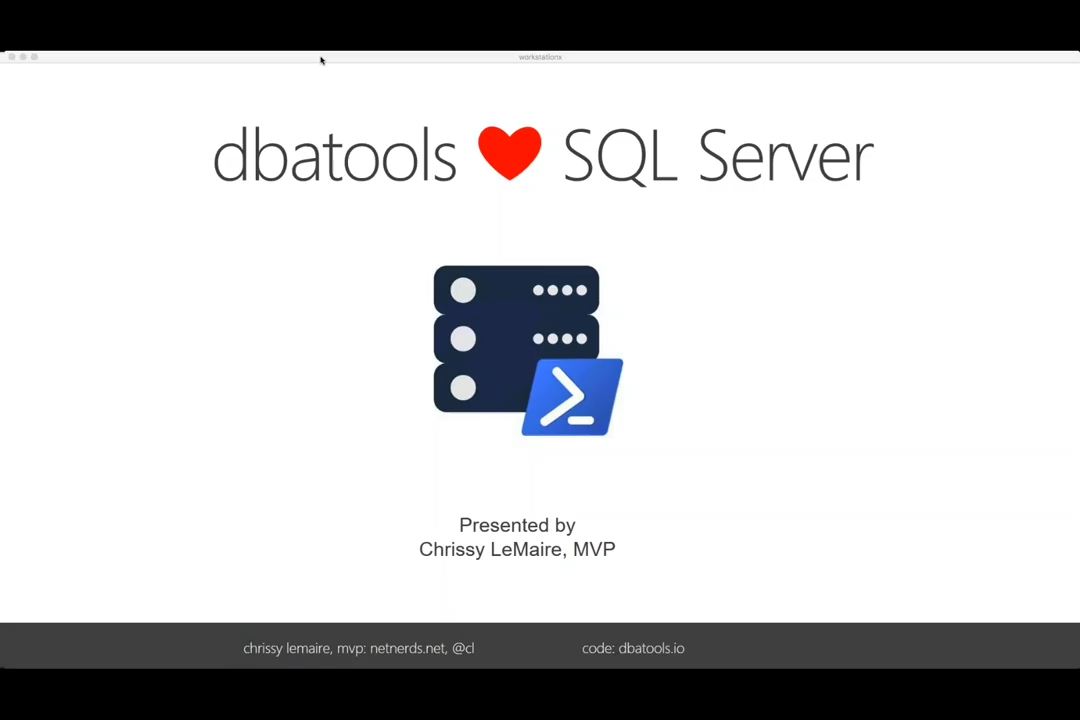 workstationx
dbatools ❤ SQL Server
Presented by
Chrissy LeMaire, MVP
chrissy lemaire, mvp: netnerds.net, @cl
code: dbatools.io